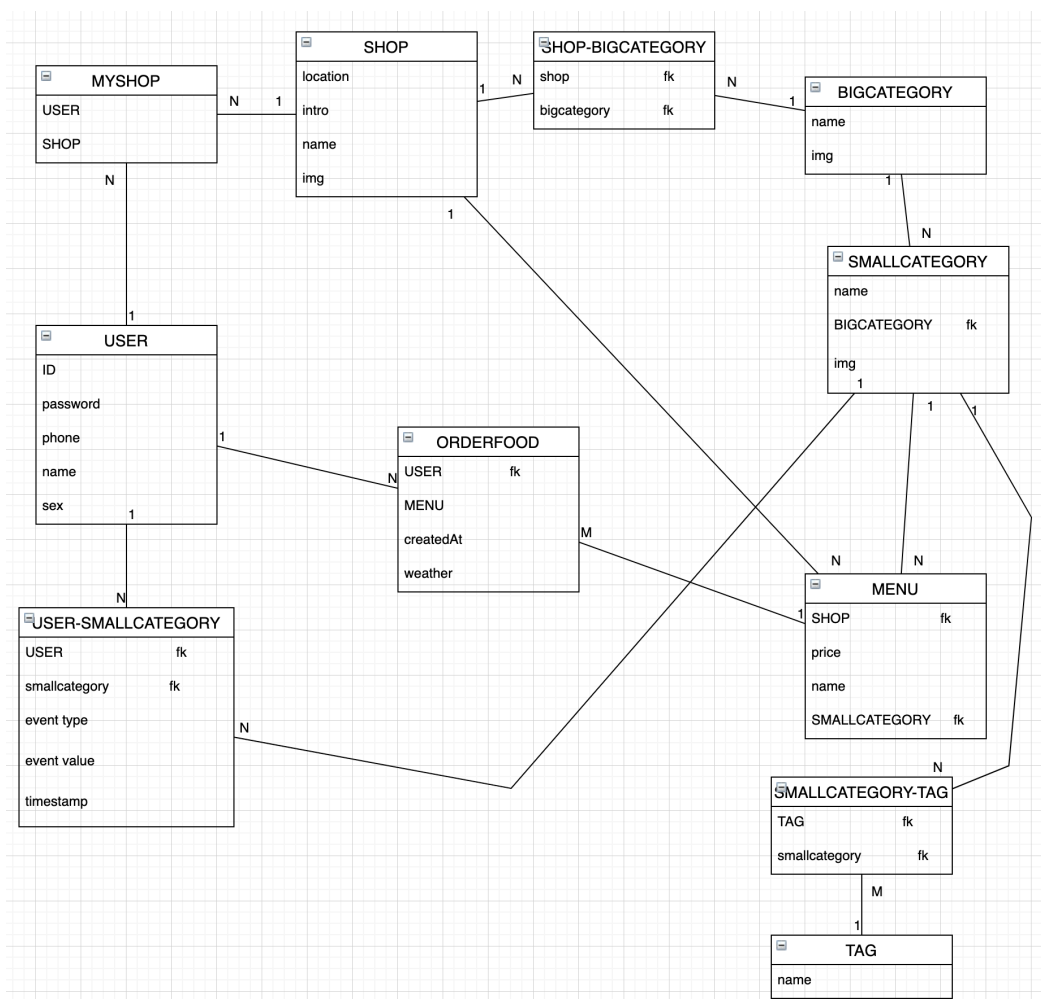 MYSHOP
USER
SHOP
N
1
SHOP
location
intro
name
img
1
N
SHOP-BIGCATEGORY
shop fk
bigcategory fk
N
1
BIGCATEGORY
name
img
1
N
SMALLCATEGORY
name
BIGCATEGORY fk
img
1
1
1
N
1
1
USER
ID
password
phone
name
sex
1
1
N
ORDERFOOD
USER fk
MENU
createdAt
weather
M
1
N
N
MENU
SHOP fk
price
name
SMALLCATEGORY fk
N
USER-SMALLCATEGORY
USER fk
smallcategory fk
event type
event value
timestamp
N
N
SMALLCATEGORY-TAG
TAG fk
smallcategory fk
M
1
TAG
name